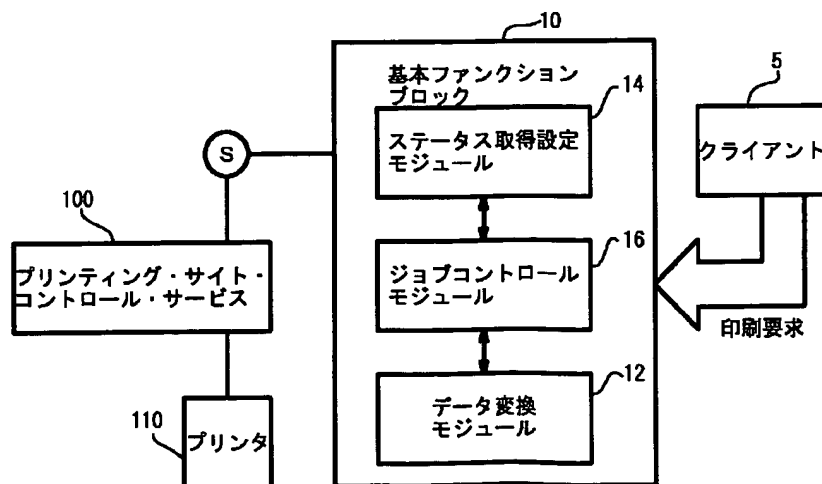 10
基本ファンクション
ブロック
14
ステータス取得設定
モジュール
5
クライアント
S
100
プリンティング・サイト・
コントロール・サービス
16
ジョブコントロール
モジュール
印刷要求
12
データ変換
モジュール
110
プリンタ